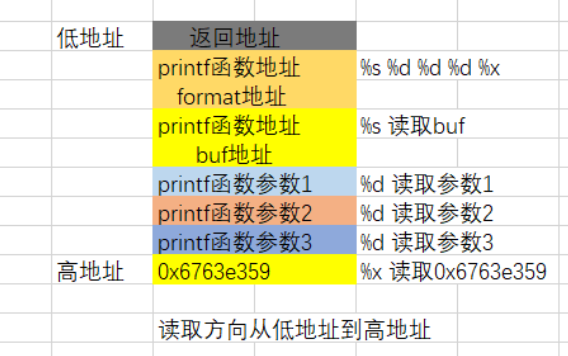 低地址 返回地址
printf函数地址 %s %d %d %d %x
format地址
printf函数地址 %s 读取buf
buf地址
printf函数参数1 %d 读取参数1
printf函数参数2 %d 读取参数2
printf函数参数3 %d 读取参数3
高地址 0x6763e359 %x 读取0x6763e359
读取方向从低地址到高地址